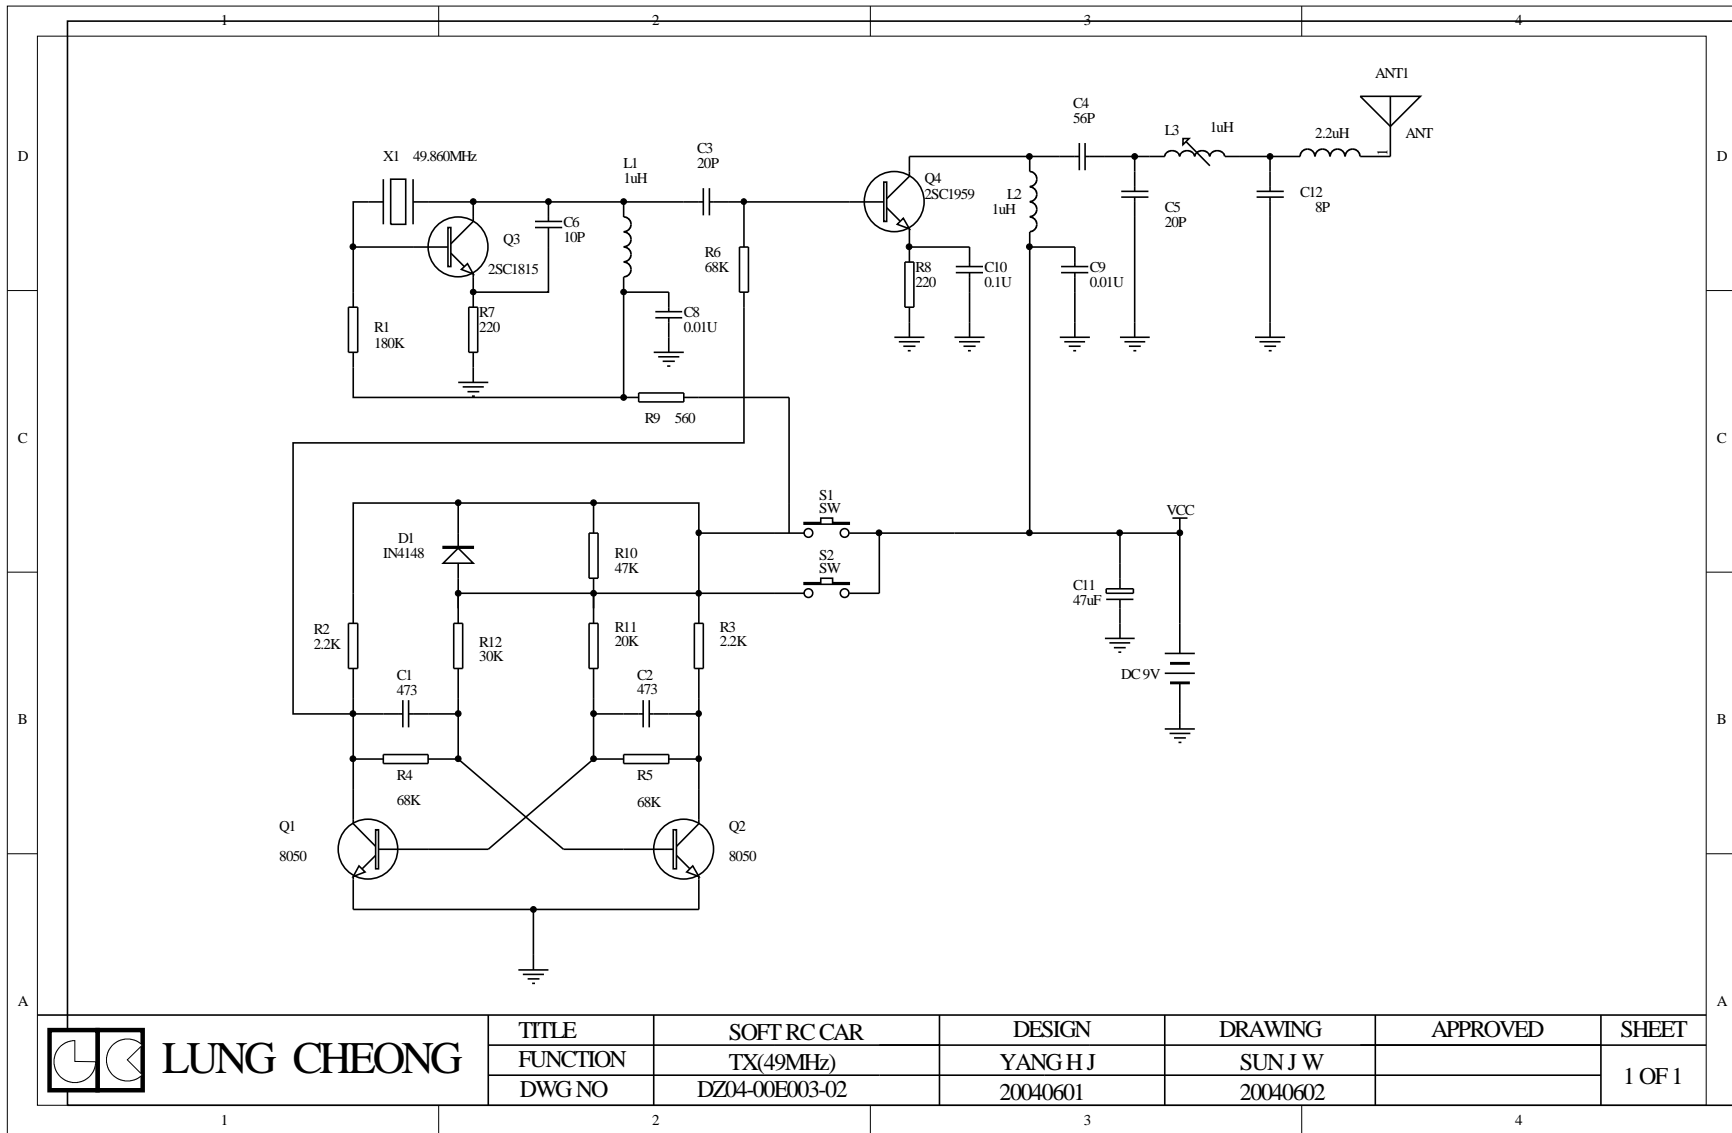 1 2 3 4
D
D
C
C
B
B
A
A
ANT1
ANT
1
C4
56P
L3 1uH
2.2uH
X1 49.860MHz
L1
1uH
C3
20P
Q4
2SC1959
L2
1uH
C5
20P
C12
8P
C6
10P
Q3
2SC1815
R6
68K
R8
220
C10
0.1U
C9
0.01U
R1
180K
R7
220
C8
0.01U
R9 560
S1
SW
VCC
D1
IN4148
R10
47K
S2
SW
C11
47uF
R2
2.2K
R12
30K
R11
20K
R3
2.2K
C1
473
C2
473
DC 9V
R4
68K
R5
68K
Q1
8050
Q2
8050
LUNG CHEONG
TITLE SOFT RC CAR DESIGN DRAWING APPROVED SHEET
FUNCTION TX(49MHz) YANG H J SUN J W
1 OF 1
DWG NO DZ04-00E003-02 20040601 20040602
1 2 3 4